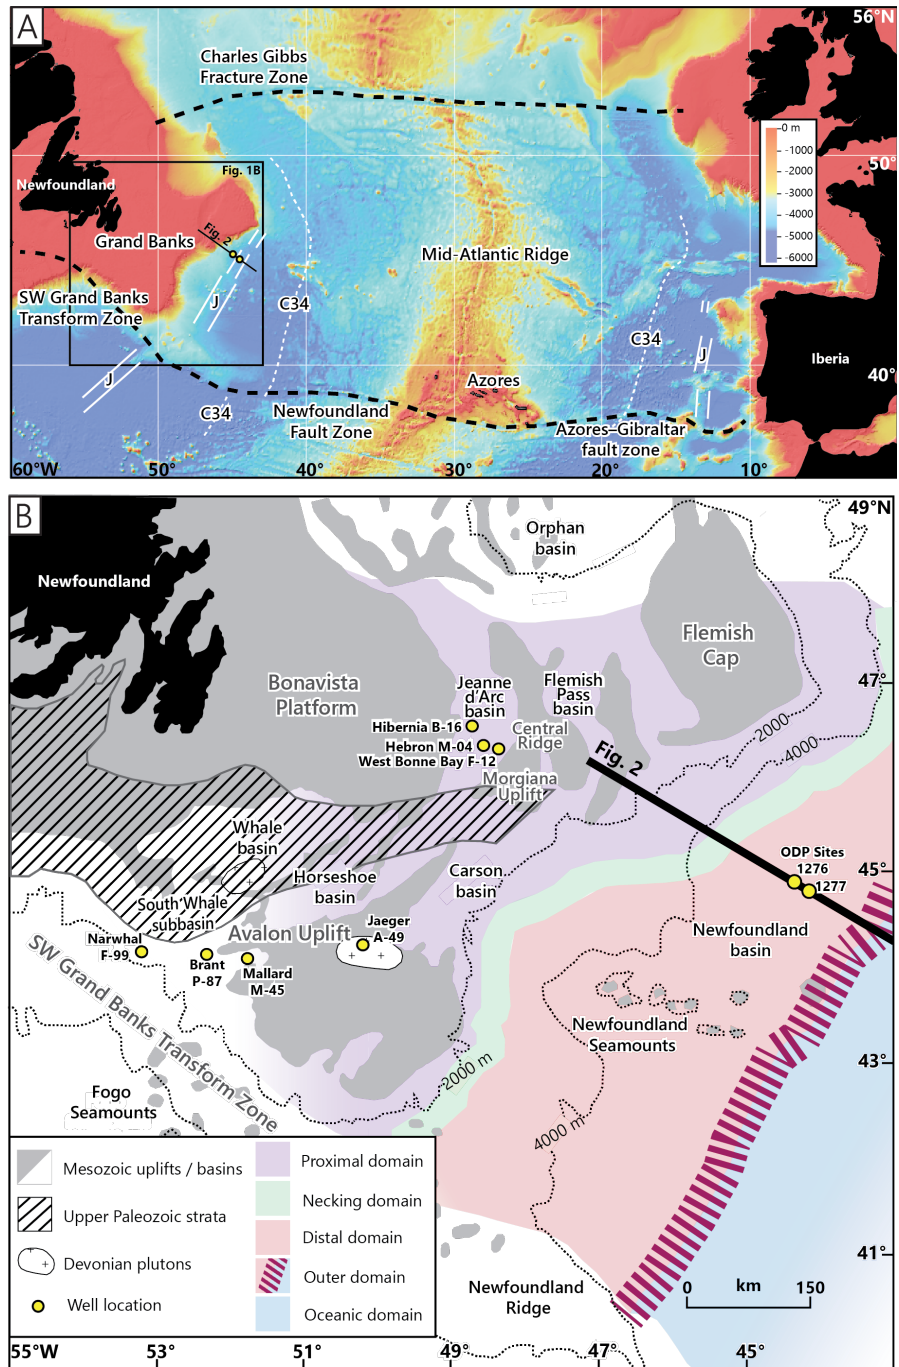 A
56°N
Charles Gibbs
Fracture Zone
0 m
-1000
-2000
-3000
-4000
-5000
-6000
50°
Fig. 1B
Newfoundland
Fig. 2
Grand Banks
Mid-Atlantic Ridge
SW Grand Banks
Transform Zone
J
C34
C34
J
Iberia
J
Azores
40°
C34
Newfoundland
Fault Zone
Azores–Gibraltar
fault zone
60°W
50°
40°
30°
20°
10°
B
49°N
Orphan
basin
Newfoundland
Flemish
Cap
Bonavista
Platform
Jeanne
d'Arc
basin
Flemish
Pass
basin
47°
Hibernia B-16
Central
Ridge
2000
Hebron M-04
4000
West Bonne Bay F-12
Fig. 2
Morgiana
Uplift
Whale
basin
ODP Sites
1276
1277
45°
Horseshoe
basin
Carson
basin
South Whale
subbasin
Jaeger
A-49
Avalon Uplift
Newfoundland
basin
Narwhal
F-99
Brant
P-87
Mallard
M-45
SW Grand Banks Transform Zone
Newfoundland
Seamounts
43°
2000 m
Fogo
Seamounts
4000 m
Mesozoic uplifts / basins
Upper Paleozoic strata
Devonian plutons
Well location
Proximal domain
Necking domain
Distal domain
Outer domain
Oceanic domain
41°
Newfoundland
Ridge
0
km
150
55°W
53°
51°
49°
47°
45°